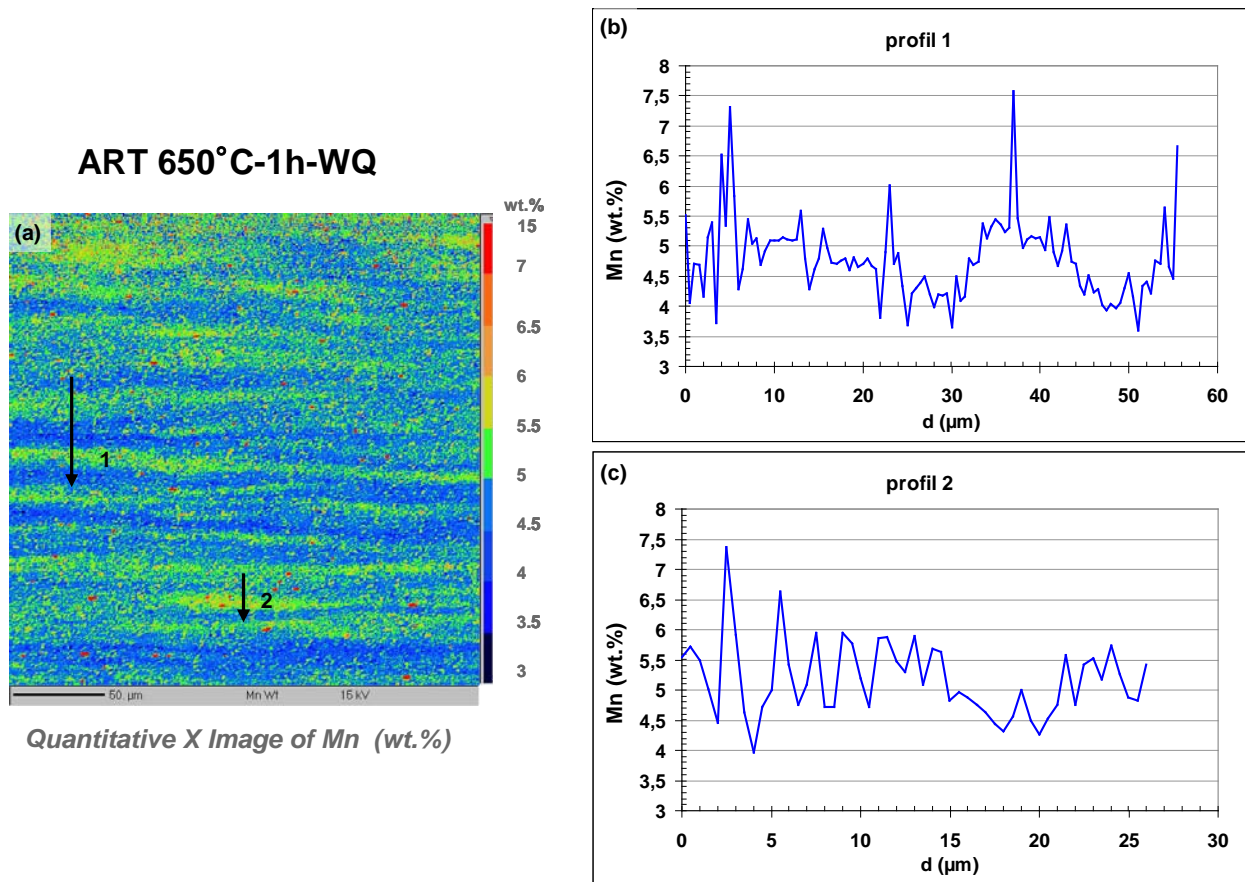 ART 650°C-1h-WQ
(a)
wt.%
15
7
6.5
6
5.5
5
4.5
4
3.5
3
1
2
50. µm
Mn Wt
15 kV
Quantitative X Image of Mn (wt.%)
(b)
profil 1
Mn (wt.%)
8
7,5
7
6,5
6
5,5
5
4,5
4
3,5
3
0 10 20 30 40 50 60
d (µm)
(c)
profil 2
Mn (wt.%)
8
7,5
7
6,5
6
5,5
5
4,5
4
3,5
3
0 5 10 15 20 25 30
d (µm)